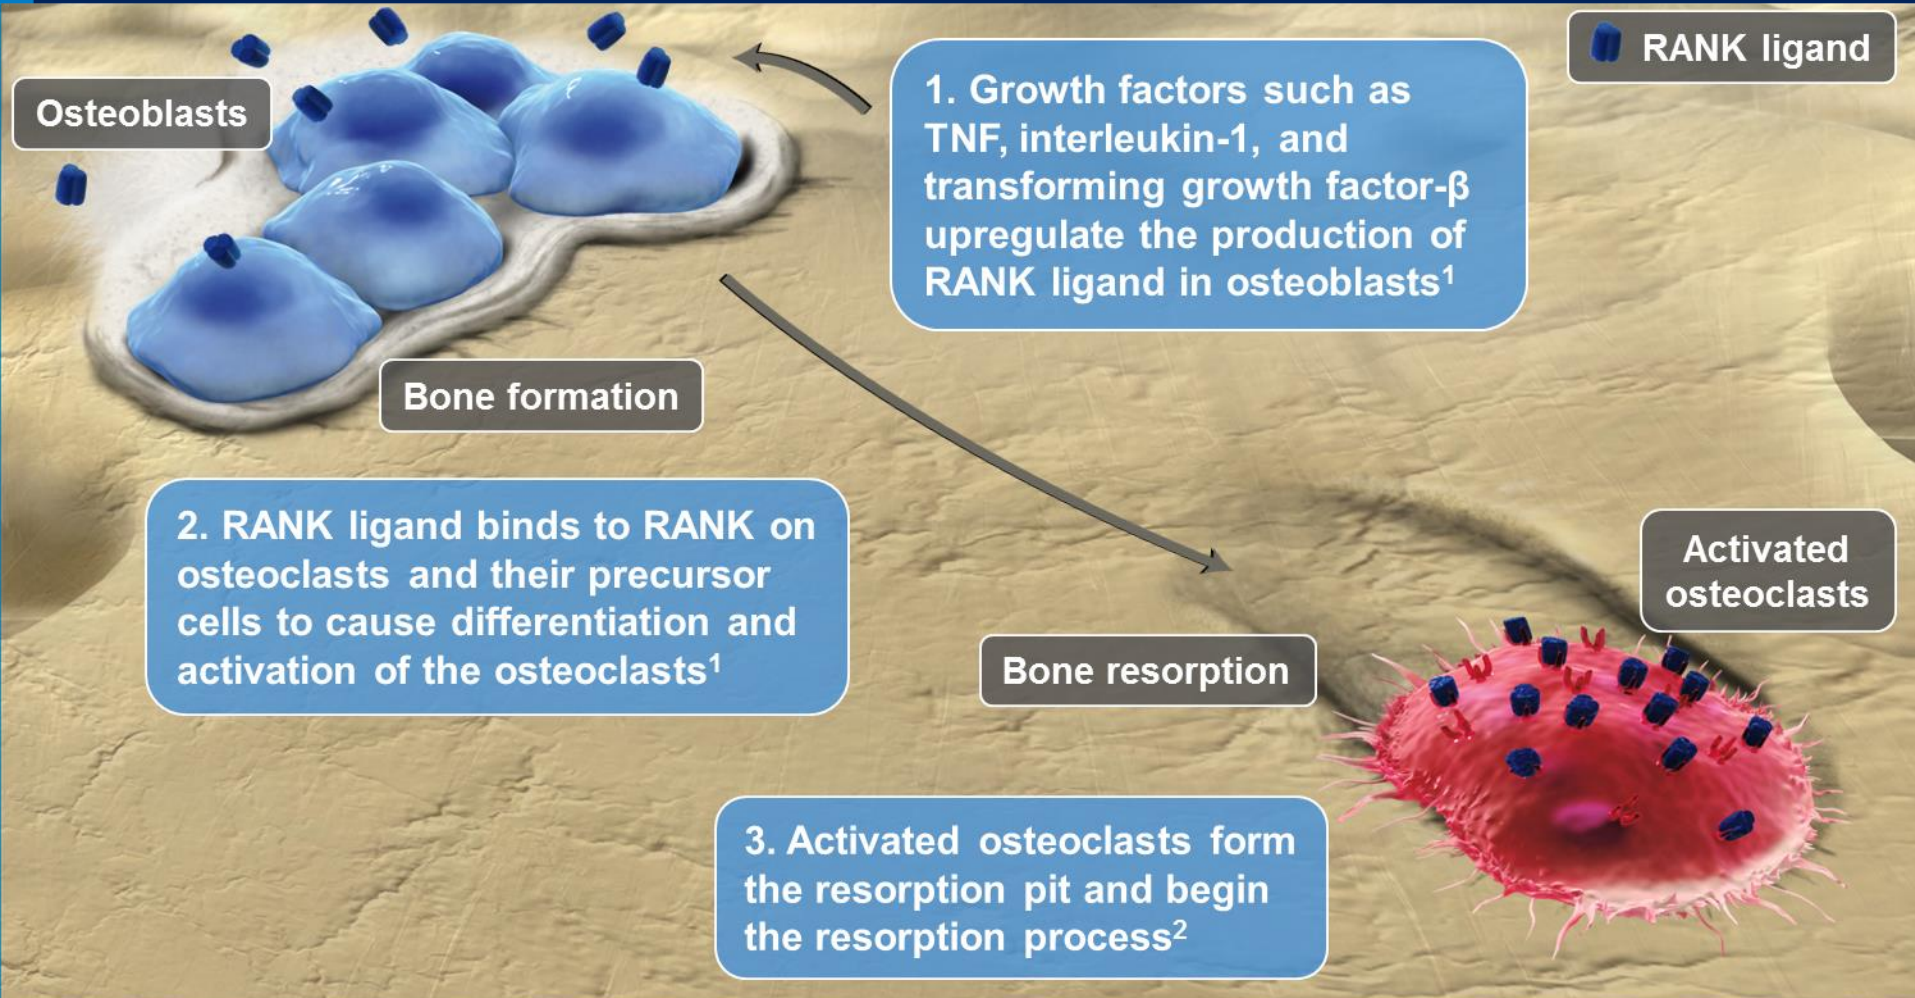 RANK ligand
Osteoblasts
1. Growth factors such as
TNF, interleukin-1, and
transforming growth factor-β
upregulate the production of
RANK ligand in osteoblasts¹
Bone formation
2. RANK ligand binds to RANK on
osteoclasts and their precursor
cells to cause differentiation and
activation of the osteoclasts¹
Activated
osteoclasts
Bone resorption
3. Activated osteoclasts form
the resorption pit and begin
the resorption process²